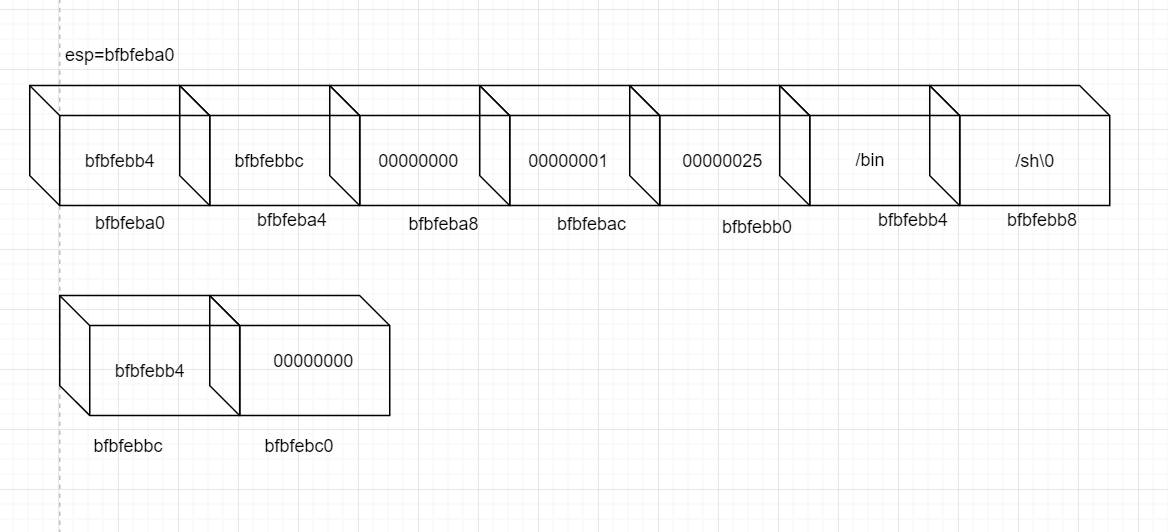 esp=bfbfeba0
bfbfebb4 bfbfebbc 00000000 00000001 00000025 /bin /sh\0
bfbfeba0 bfbfeba4 bfbfeba8 bfbfebac bfbfebb0 bfbfebb4 bfbfebb8
bfbfebb4 00000000
bfbfebbc bfbfebc0